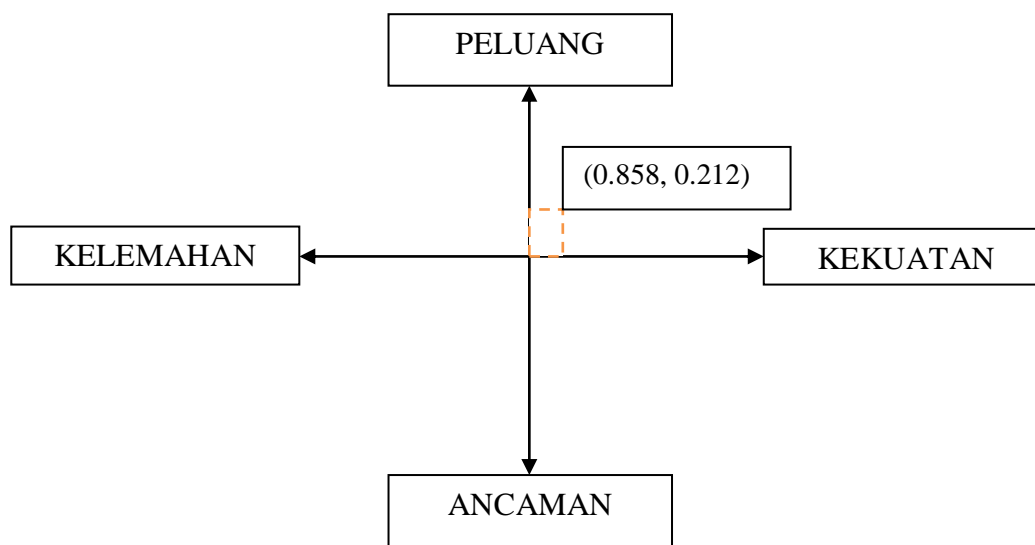 PELUANG
(0.858, 0.212)
KELEMAHAN
KEKUATAN
ANCAMAN